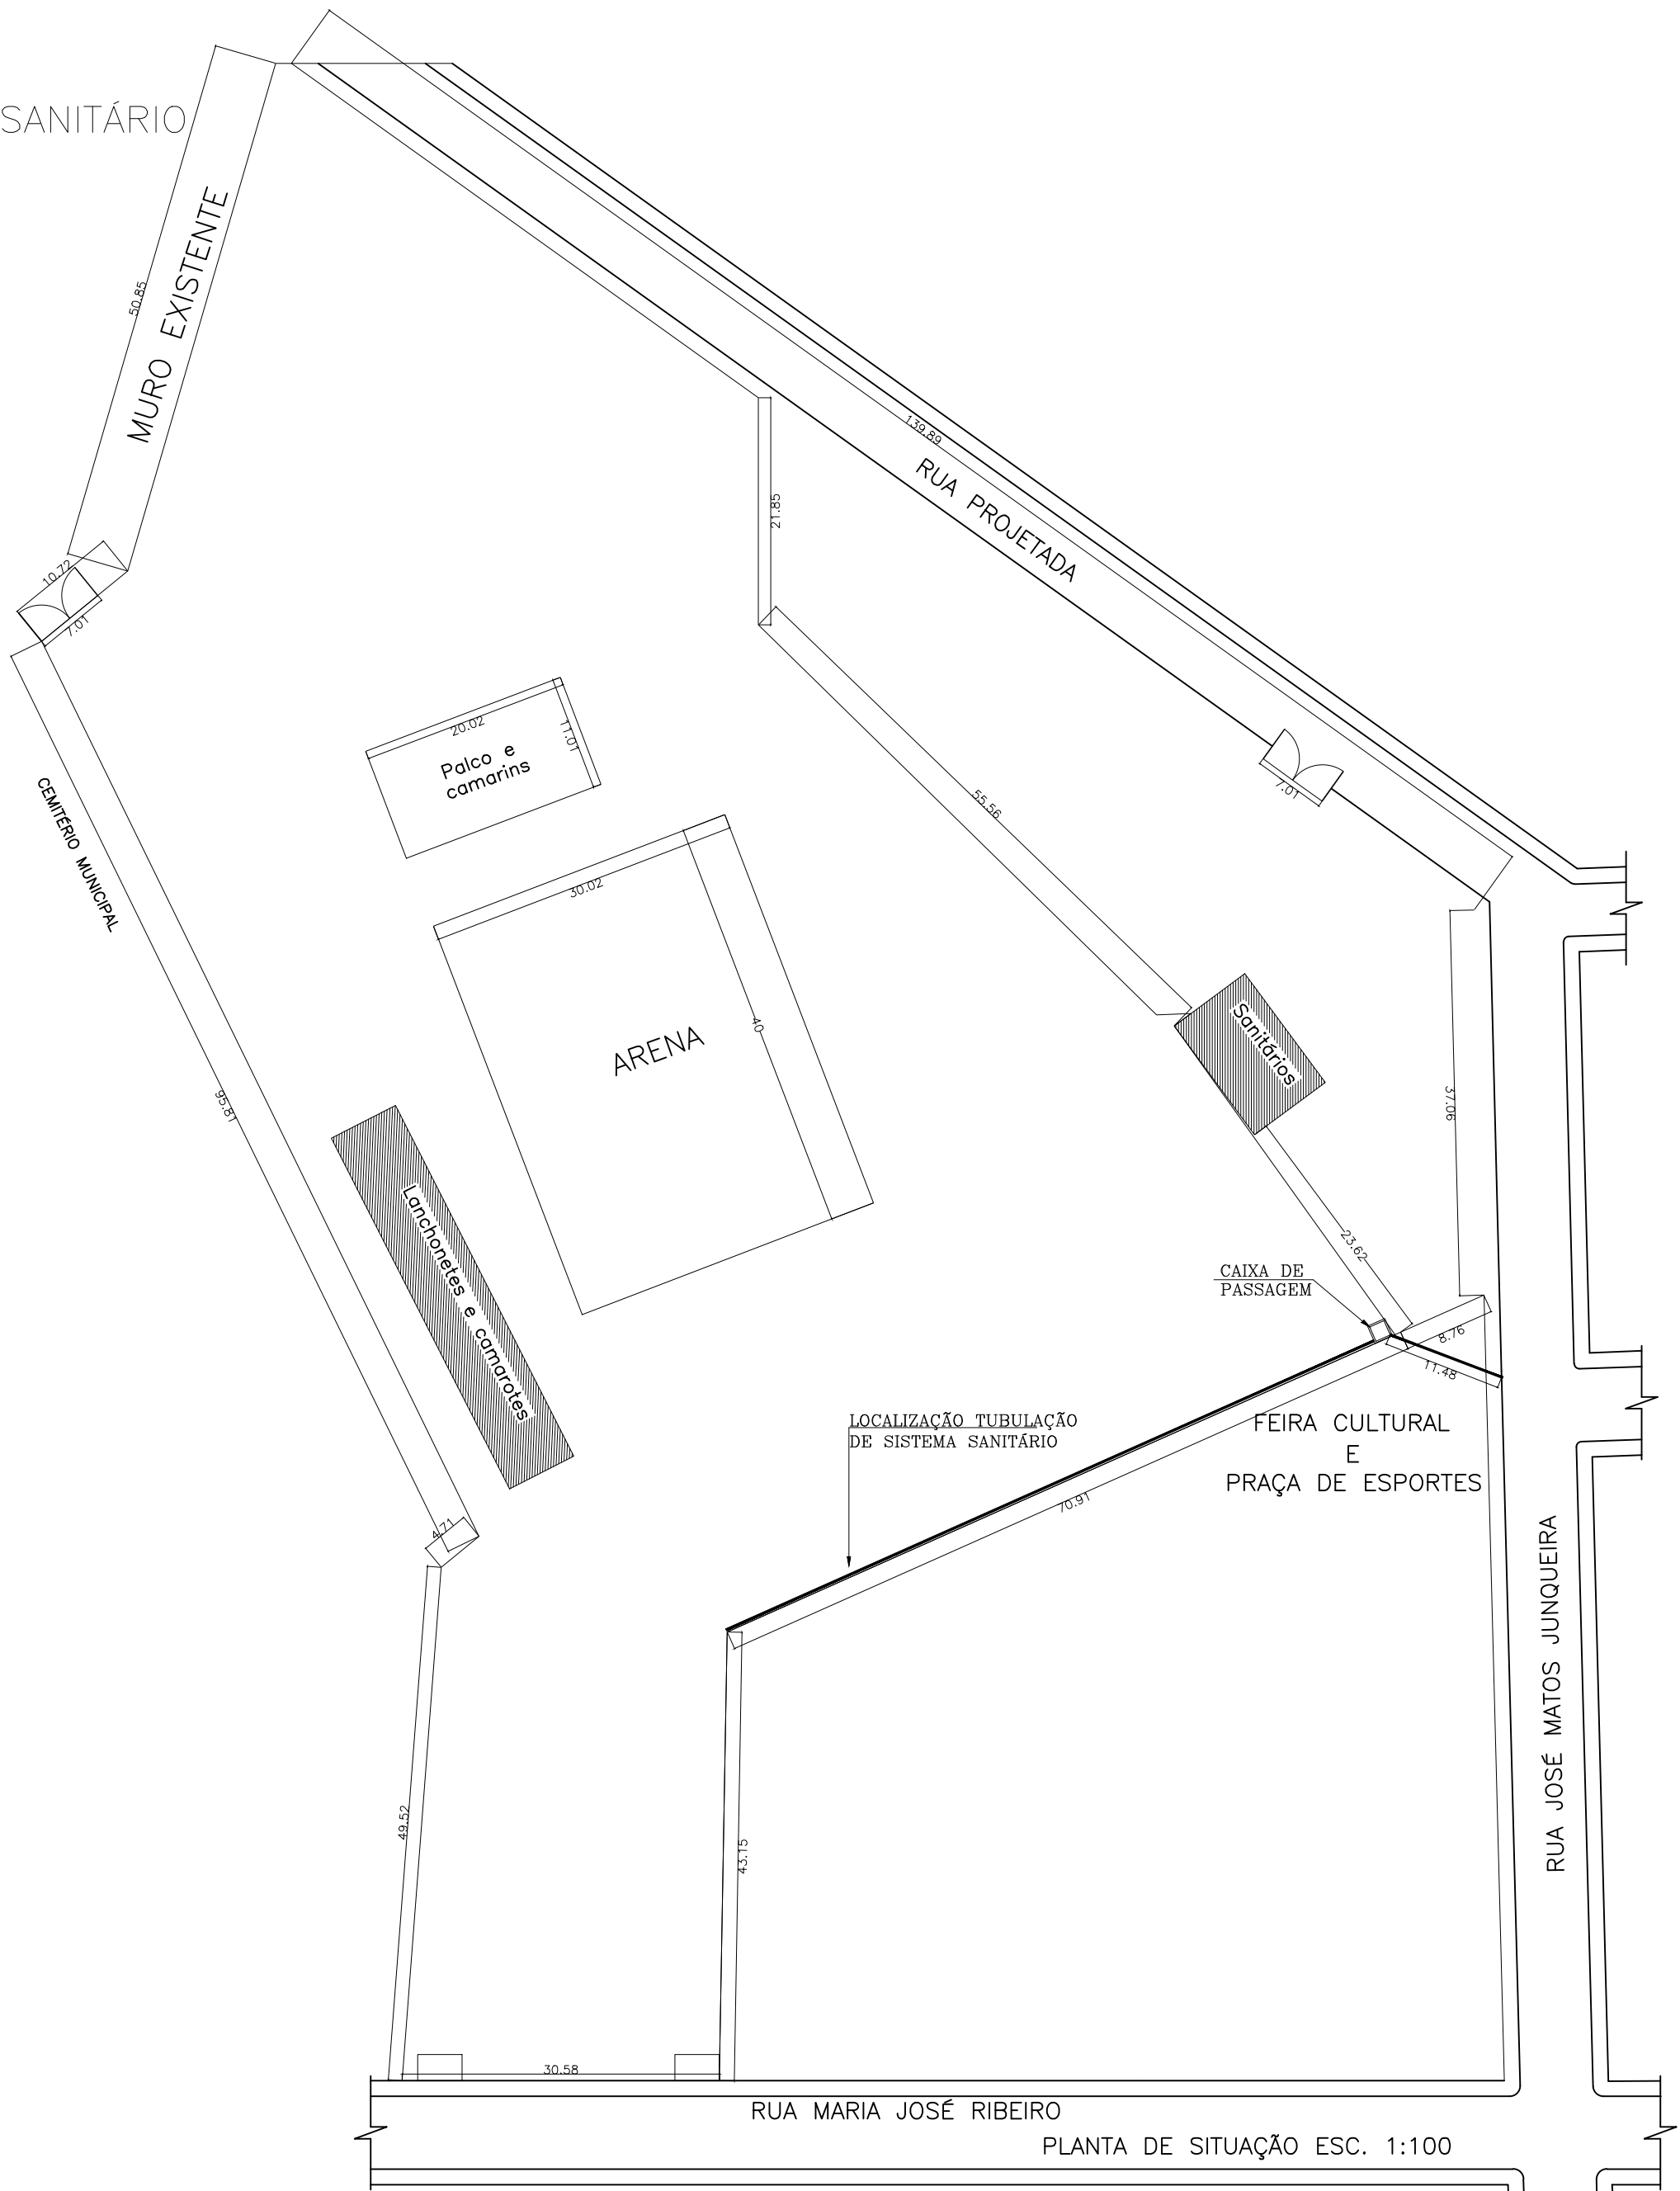 SANITÁRIO
MURO EXISTENTE
50.85
139.89
RUA PROJETADA
21.85
10.72
7.01
20.02
11.01
Palco e
camarins
55.56
7.01
CEMITÉRIO MUNICIPAL
30.02
40
ARENA
Sanitários
37.06
95.81
Lanchonetes e camarotes
23.62
CAIXA DE
PASSAGEM
8.76
11.48
LOCALIZAÇÃO TUBULAÇÃO
DE SISTEMA SANITÁRIO
FEIRA CULTURAL
E
PRAÇA DE ESPORTES
70.91
4.71
RUA JOSÉ MATOS JUNQUEIRA
49.52
43.15
30.58
RUA MARIA JOSÉ RIBEIRO
PLANTA DE SITUAÇÃO ESC. 1:100